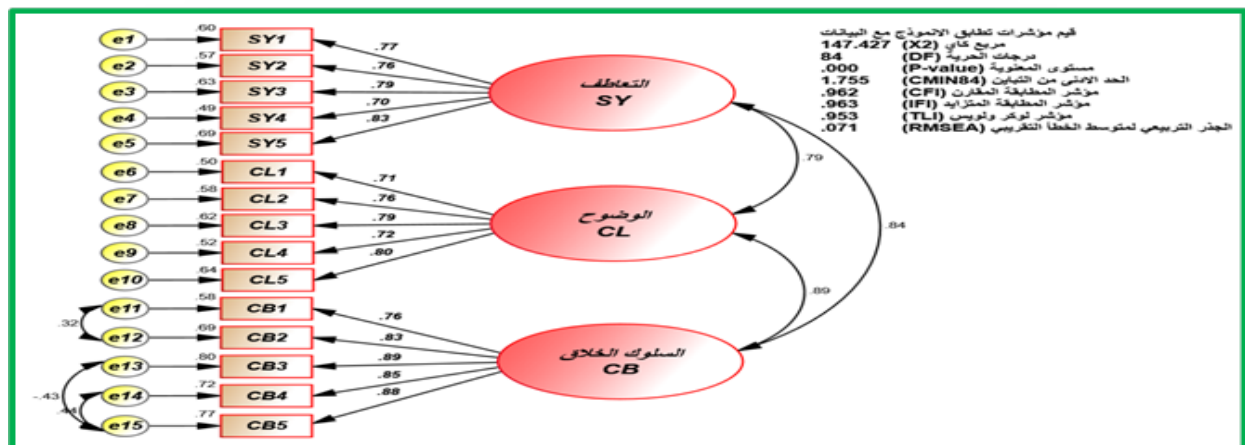 قيم مؤشرات تطابق الانموذج مع البيانات
مربع كاي (X2) 147.427
درجات الحرية (DF) 84
مستوى المعنوية (P-value) .000
الحد الادنى من التباين (CMIN84) 1.755
مؤشر المطابقة المقارن (CFI) .962
مؤشر المطابقة المتزايد (IFI) .963
مؤشر لوكر ولويس (TLI) .953
الجذر التربيعي لمتوسط الخطأ التقريبي (RMSEA) .071
e1 .60 SY1 .77
e2 .57 SY2 .76
e3 .63 SY3 .79
e4 .49 SY4 .70
e5 .69 SY5 .83
التعاطف
SY
e6 .50 CL1 .71
e7 .58 CL2 .76
e8 .62 CL3 .79
e9 .52 CL4 .72
e10 .64 CL5 .80
الوضوح
CL
e11 .58 CB1 .76
e12 .69 CB2 .83
e13 .80 CB3 .89
e14 .72 CB4 .85
e15 .77 CB5 .88
السلوك الخلاق
CB
.79
.84
.89
.32
-.43